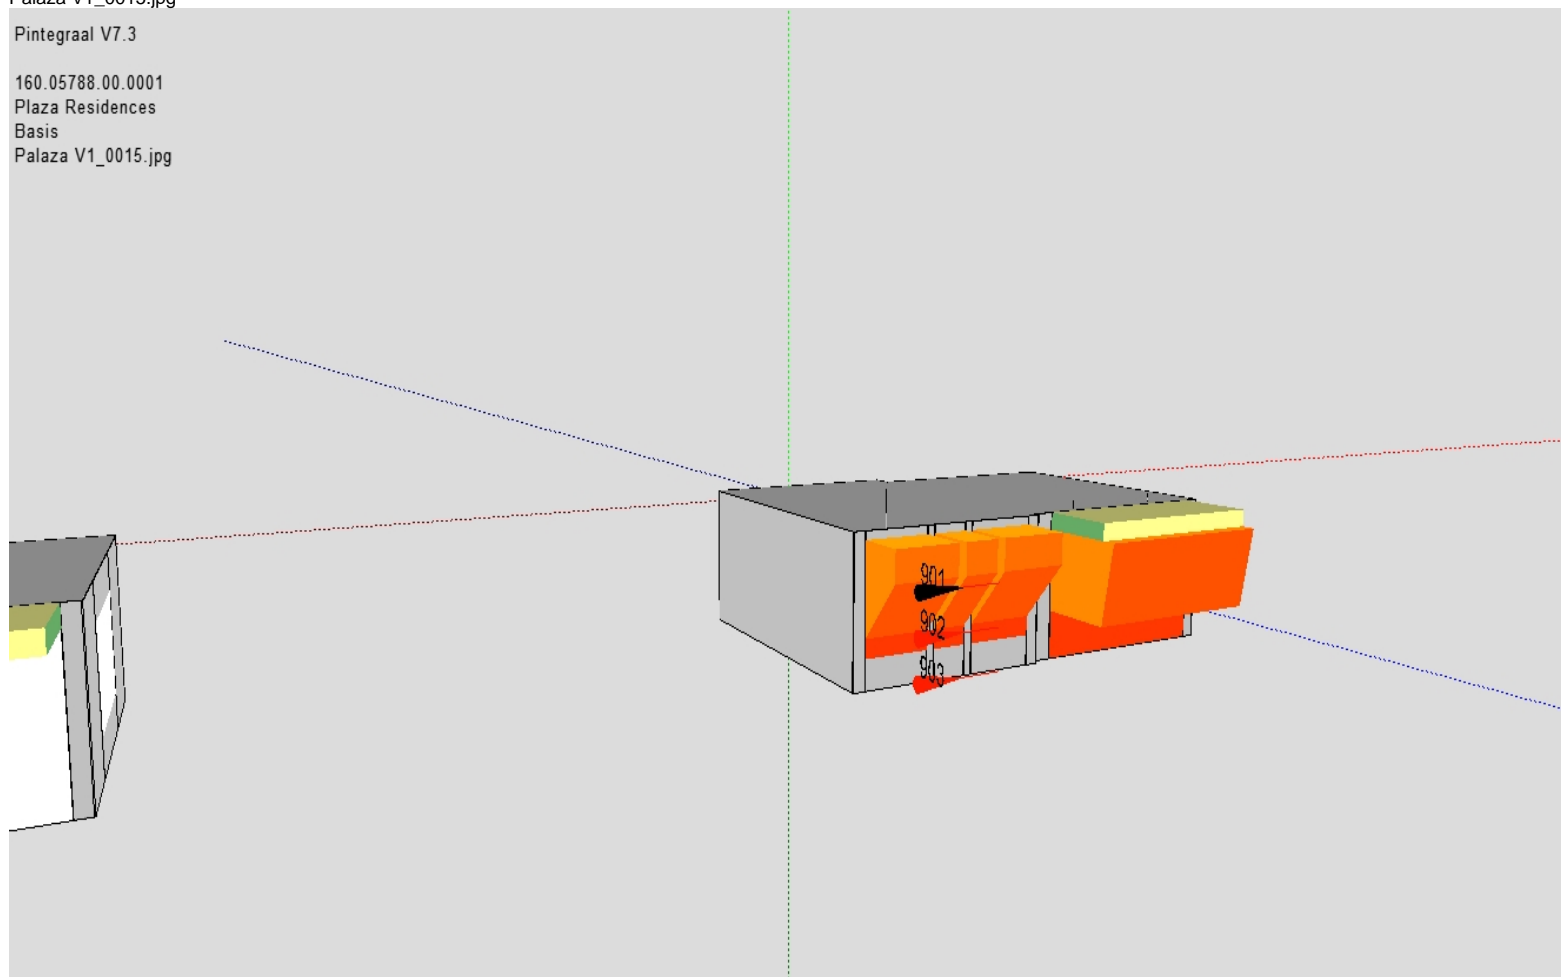 Palaza V1_0015.jpg
Pintegraal V7.3
160.05788.00.0001
Plaza Residences
Basis
Palaza V1_0015.jpg
901
902
903